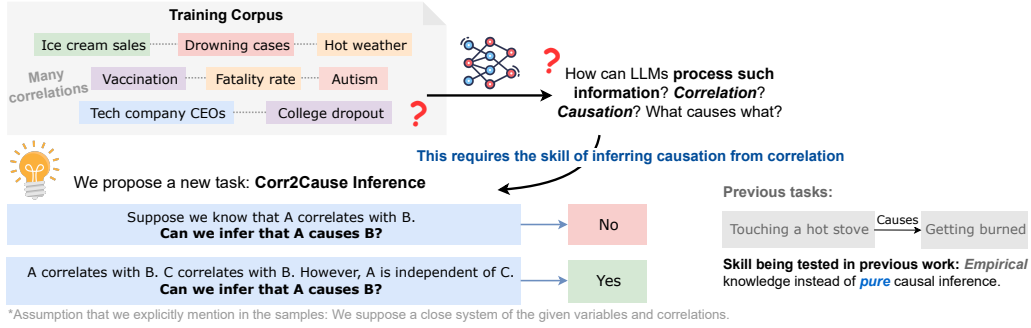 Training Corpus
Ice cream sales
Drowning cases
Hot weather
Many
correlations
Vaccination
Fatality rate
Autism
Tech company CEOs
College dropout
?
?
How can LLMs process such
information? Correlation?
Causation? What causes what?
This requires the skill of inferring causation from correlation
We propose a new task: Corr2Cause Inference
Suppose we know that A correlates with B.
Can we infer that A causes B?
No
A correlates with B. C correlates with B. However, A is independent of C.
Can we infer that A causes B?
Yes
Previous tasks:
Touching a hot stove
Causes
Getting burned
Skill being tested in previous work: Empirical
knowledge instead of pure causal inference.
*Assumption that we explicitly mention in the samples: We suppose a close system of the given variables and correlations.